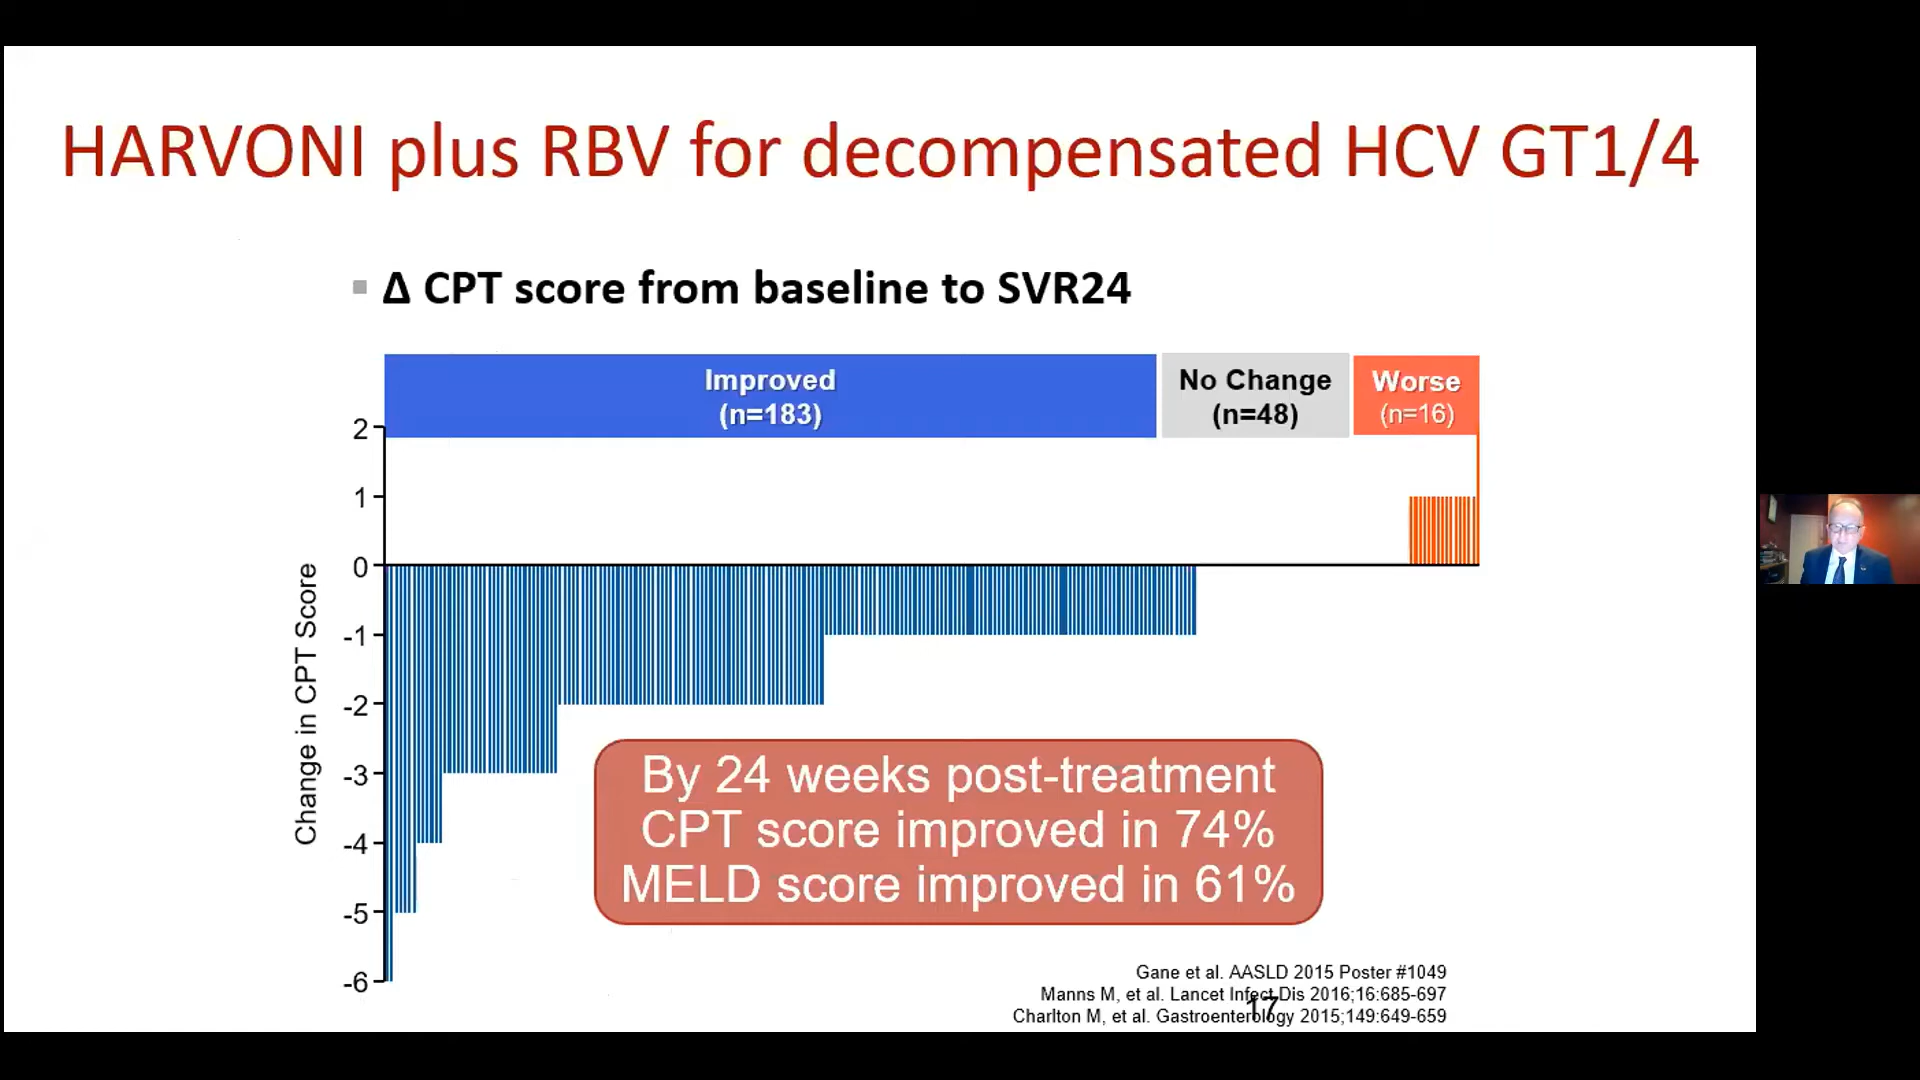 HARVONI plus RBV for decompensated HCV GT1/4
▪ Δ CPT score from baseline to SVR24
Improved
(n=183)
No Change
(n=48)
Worse
(n=16)
Change in CPT Score
2
1
0
-1
-2
-3
-4
-5
-6
By 24 weeks post-treatment
CPT score improved in 74%
MELD score improved in 61%
Gane et al. AASLD 2015 Poster #1049
Manns M, et al. Lancet Infect Dis 2016;16:685-697
Charlton M, et al. Gastroenterology 2015;149:649-659
17